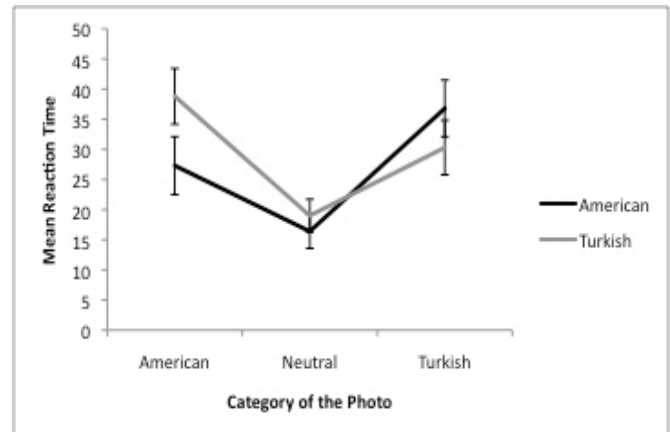 50
45
40
35
30
25
20
15
10
5
0
Mean Reaction Time
American Neutral Turkish
Category of the Photo
American
Turkish